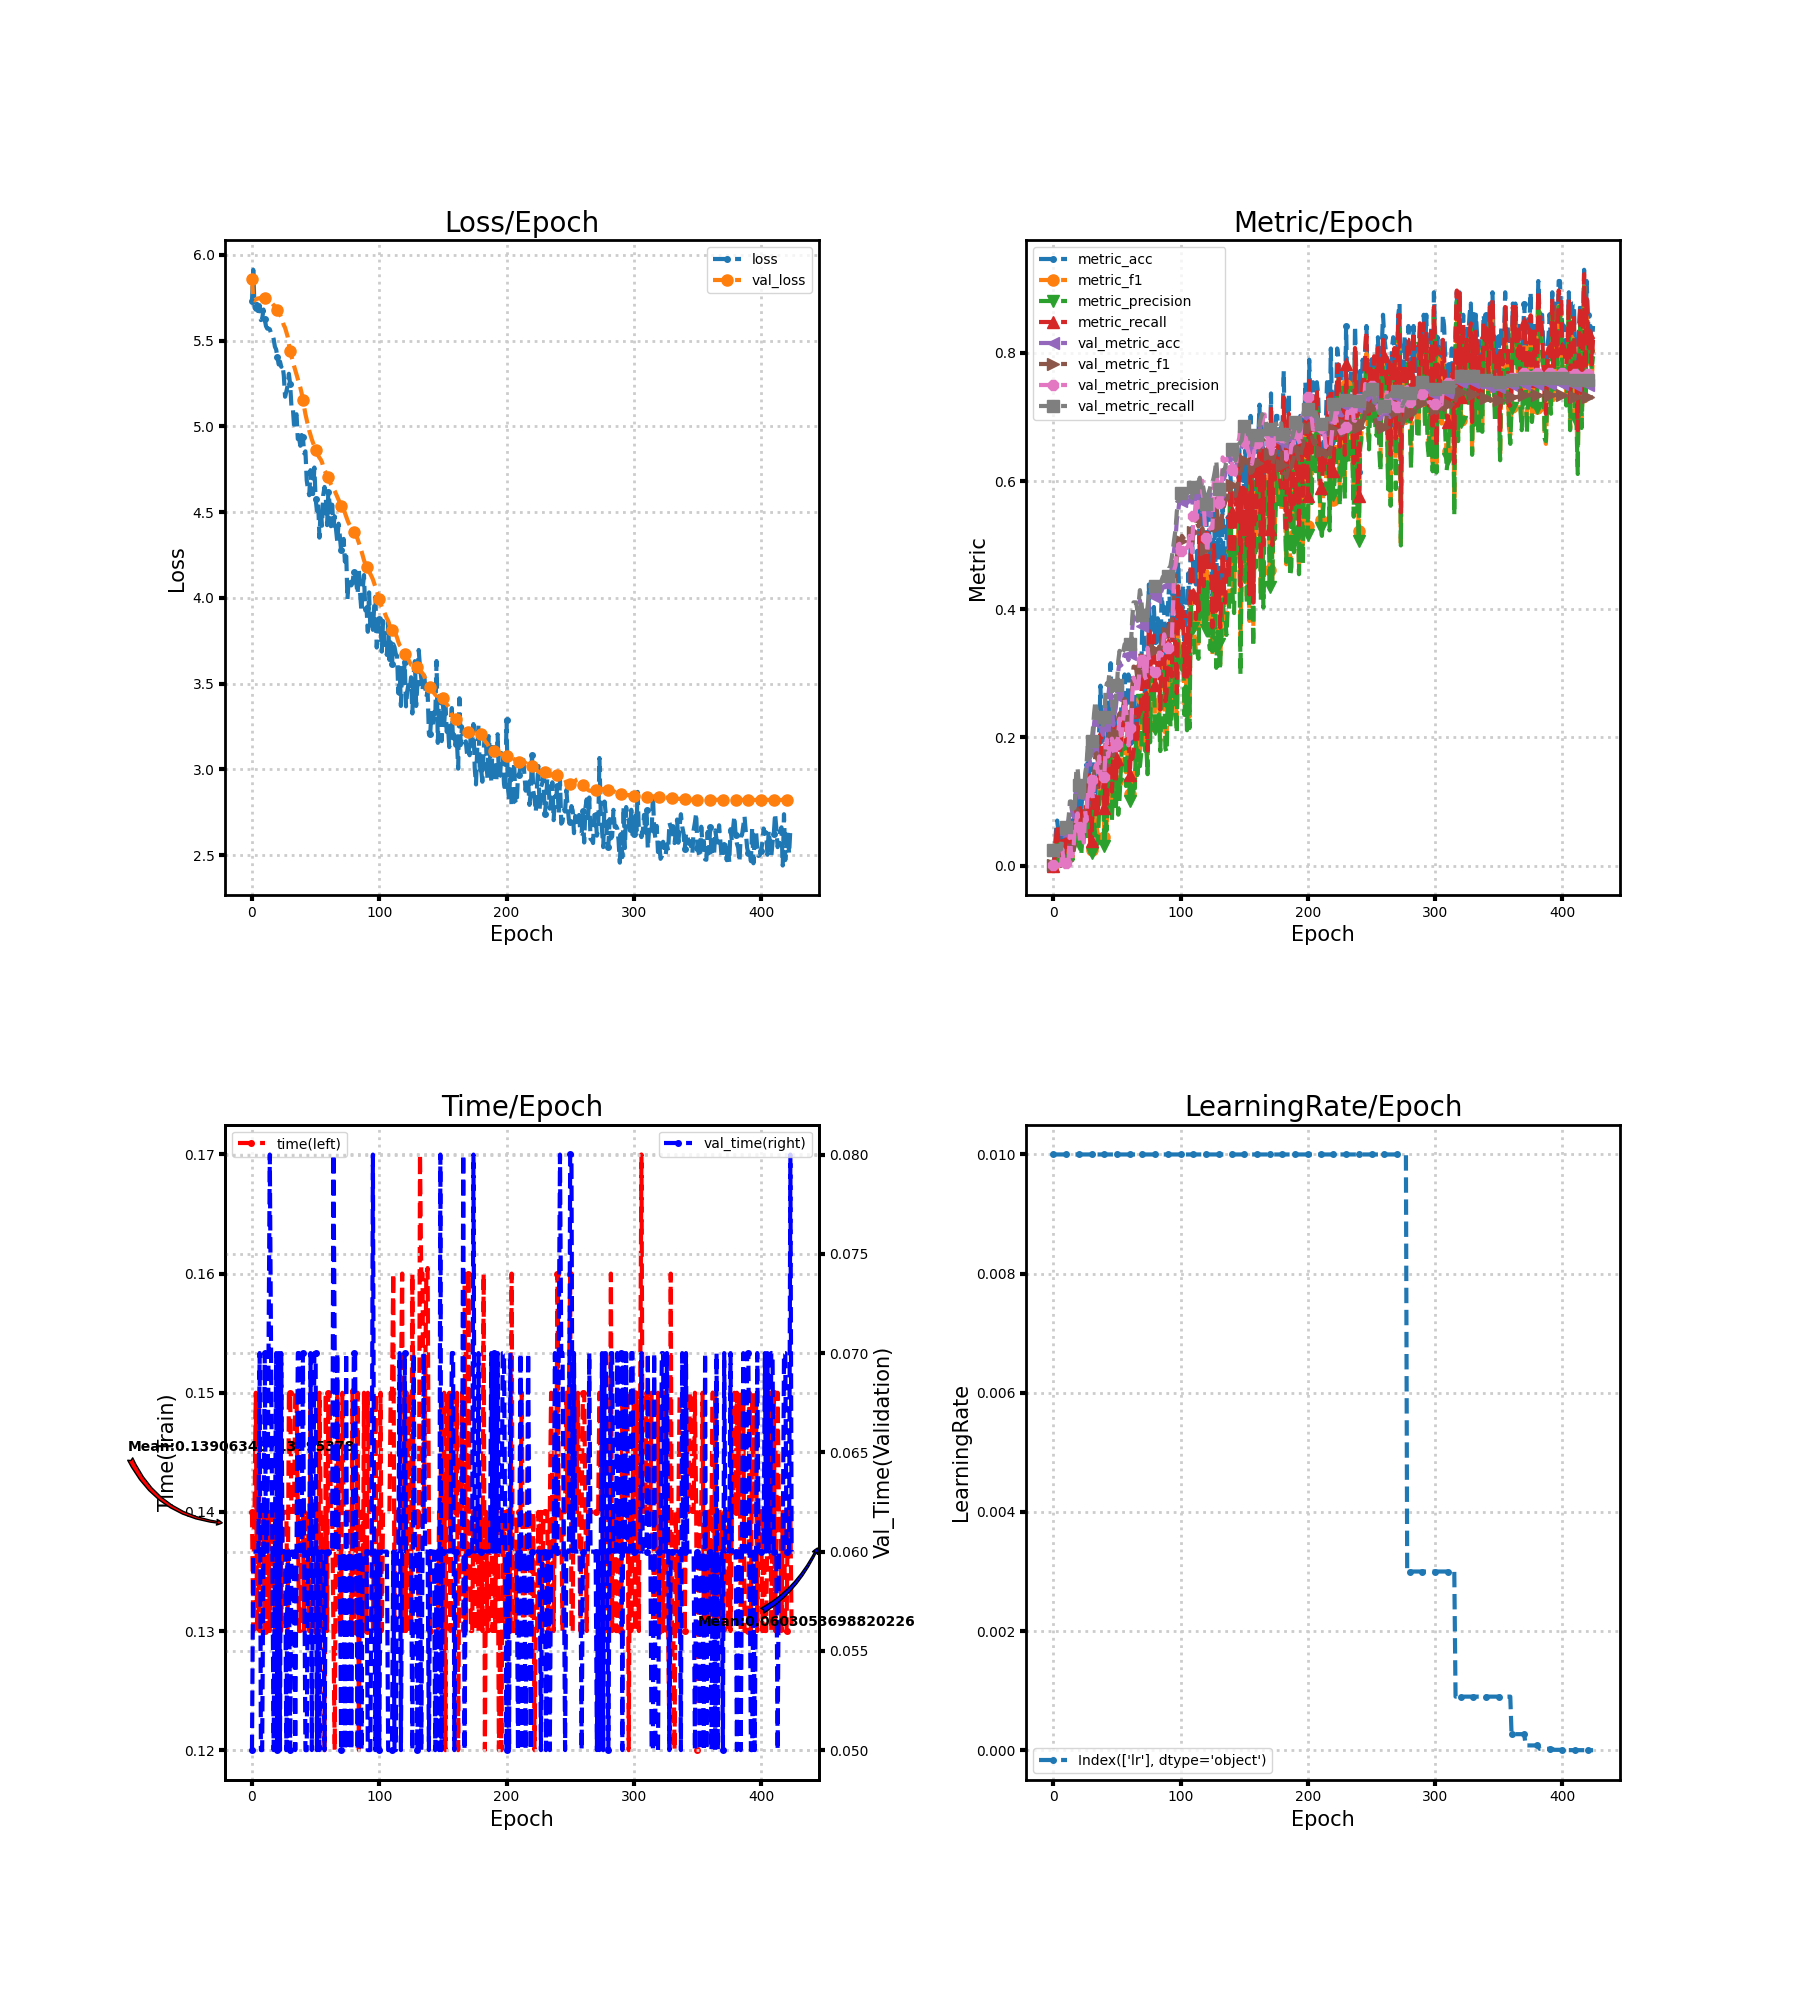 Loss/Epoch
6.0
5.5
5.0
4.5
4.0
3.5
3.0
2.5
Loss
loss
val_loss
0 100 200 300 400
Epoch
Metric/Epoch
0.8
0.6
0.4
0.2
0.0
Metric
metric_acc
metric_f1
metric_precision
metric_recall
val_metric_acc
val_metric_f1
val_metric_precision
val_metric_recall
0 100 200 300 400
Epoch
Time/Epoch
0.17
0.16
0.15
0.14
0.13
0.12
Time(Train)
time(left)
val_time(right)
0.080
0.075
0.070
0.065
0.060
0.055
0.050
Val_Time(Validation)
Mean:0.0603053698820226
0 100 200 300 400
Epoch
LearningRate/Epoch
0.010
0.008
0.006
0.004
0.002
0.000
LearningRate
Index(['lr'], dtype='object')
0 100 200 300 400
Epoch